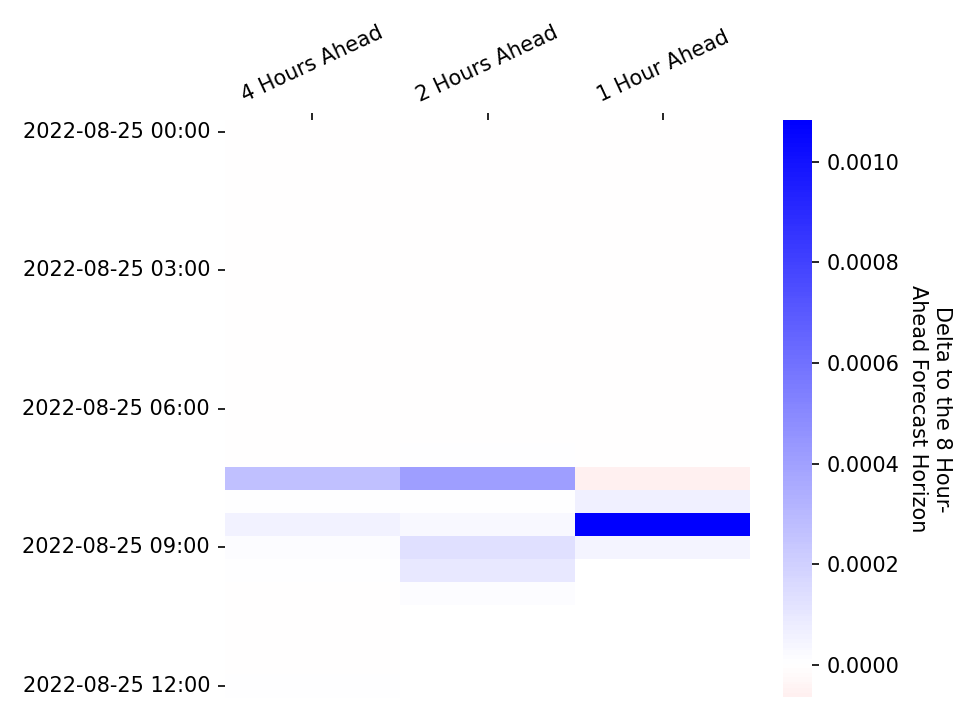 4 Hours Ahead
2 Hours Ahead
1 Hour Ahead
2022-08-25 00:00
2022-08-25 03:00
2022-08-25 06:00
2022-08-25 09:00
2022-08-25 12:00
0.0010
0.0008
0.0006
0.0004
0.0002
0.0000
Delta to the 8 Hour-
Ahead Forecast Horizon